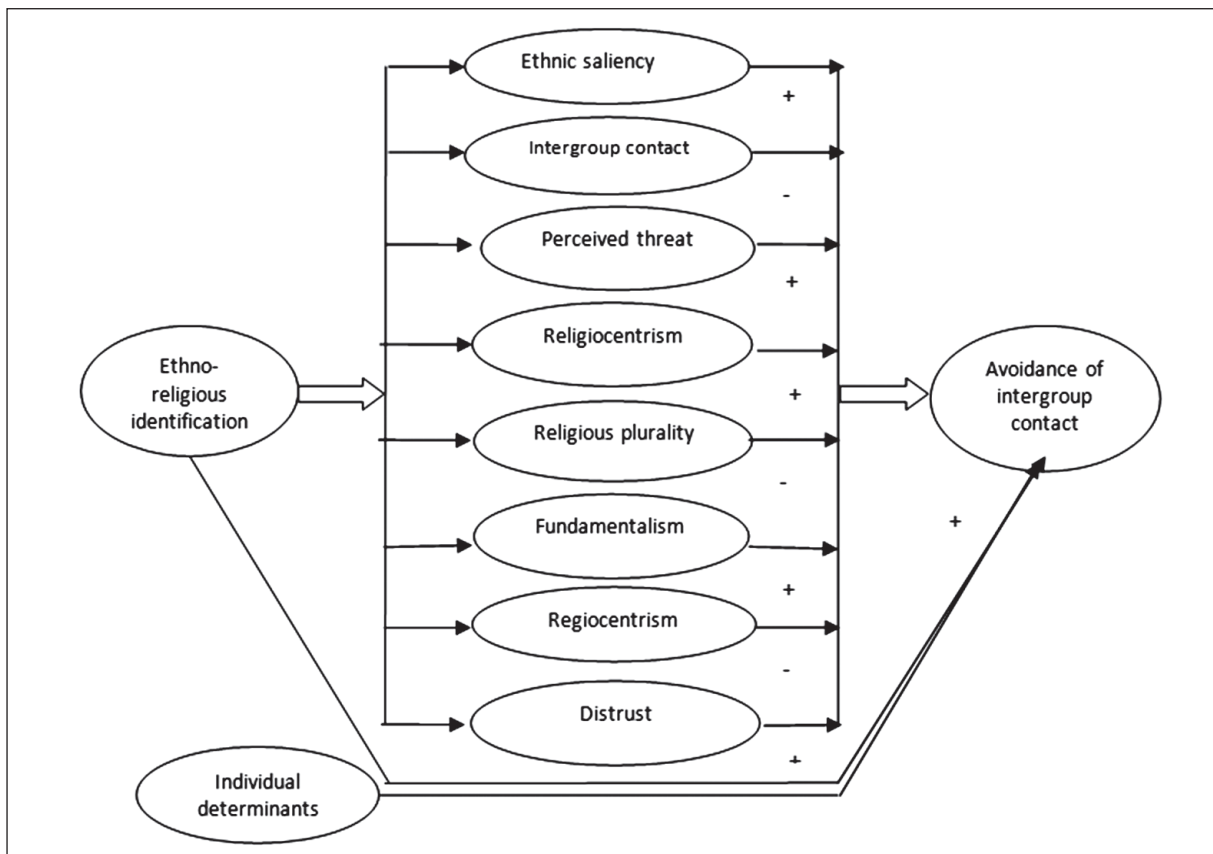 Ethnic saliency
+
Intergroup contact
-
Perceived threat
+
Religiocentrism
+
Religious plurality
-
Fundamentalism
+
Regiocentrism
-
Distrust
+
Ethno-
religious
identification
Avoidance of
intergroup
contact
+
Individual
determinants